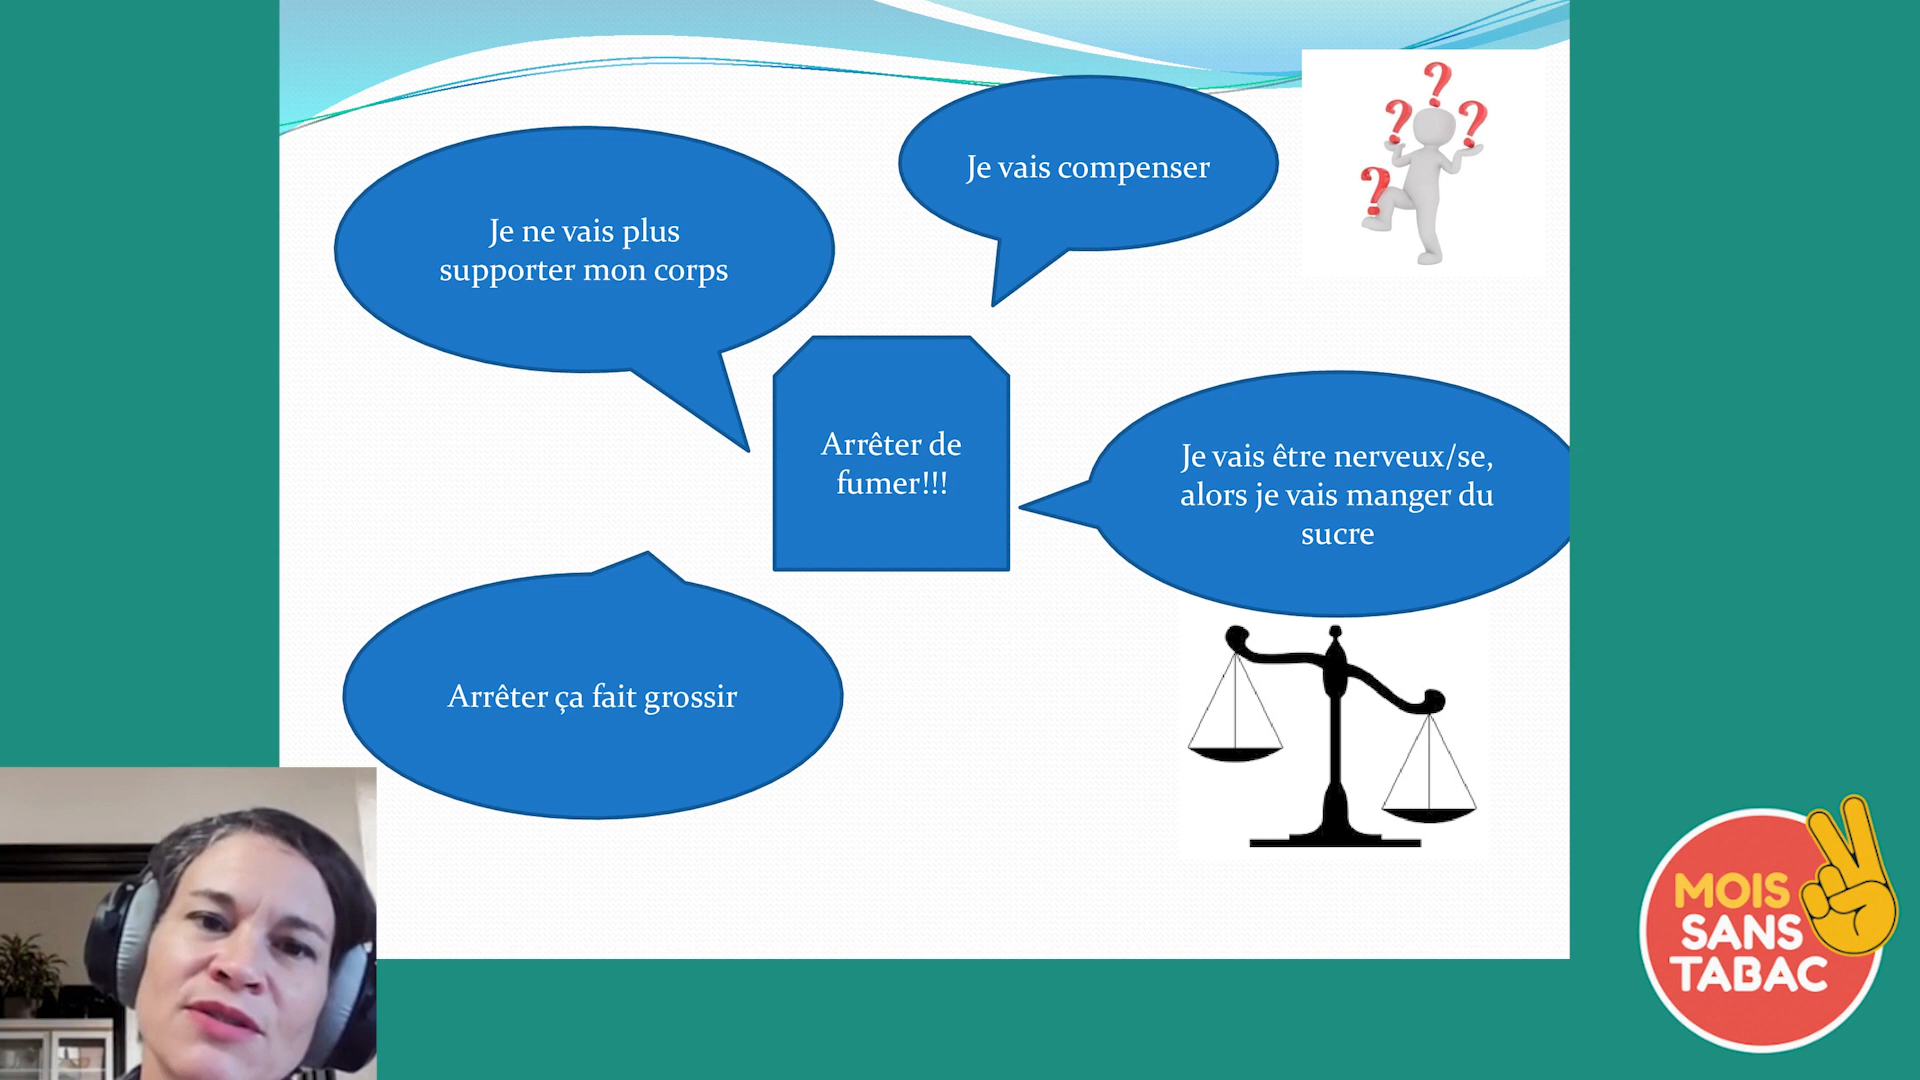 Je vais compenser
Je ne vais plus
supporter mon corps
Arrêter de
fumer!!!
Je vais être nerveux/se,
alors je vais manger du
sucre
Arrêter ça fait grossir
MOIS
SANS
TABAC
? ? ? ?